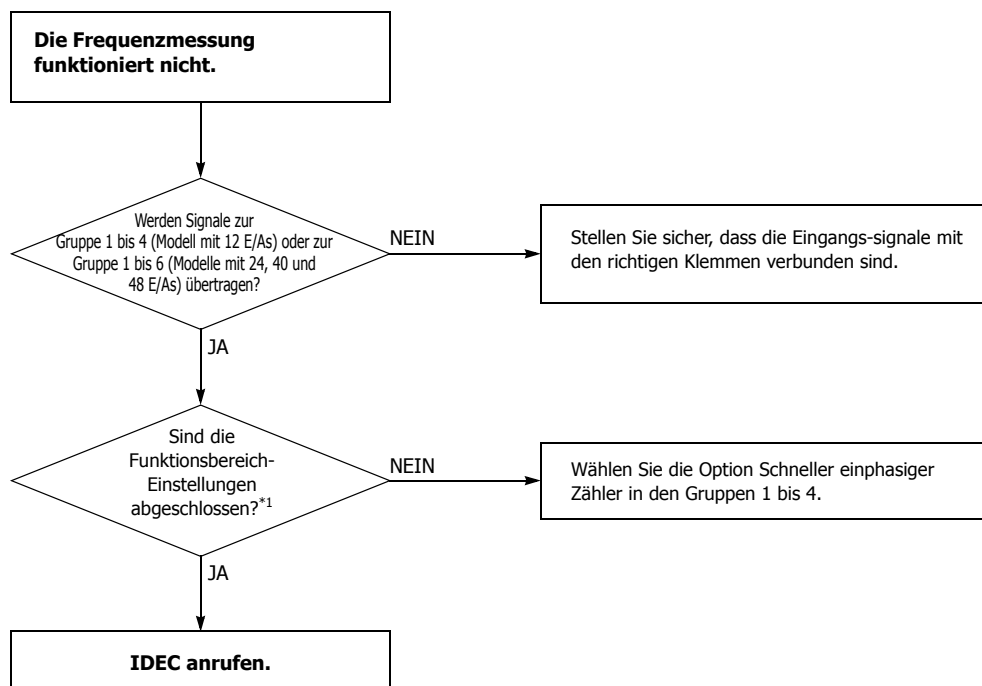 Die Frequenzmessung
funktioniert nicht.
Werden Signale zur
Gruppe 1 bis 4 (Modell mit 12 E/As) oder zur
Gruppe 1 bis 6 (Modelle mit 24, 40 und
48 E/As) übertragen?
NEIN
Stellen Sie sicher, dass die Eingangs-signale mit
den richtigen Klemmen verbunden sind.
JA
Sind die
Funktionsbereich-
Einstellungen
abgeschlossen?*1
NEIN
Wählen Sie die Option Schneller einphasiger
Zähler in den Gruppen 1 bis 4.
JA
IDEC anrufen.